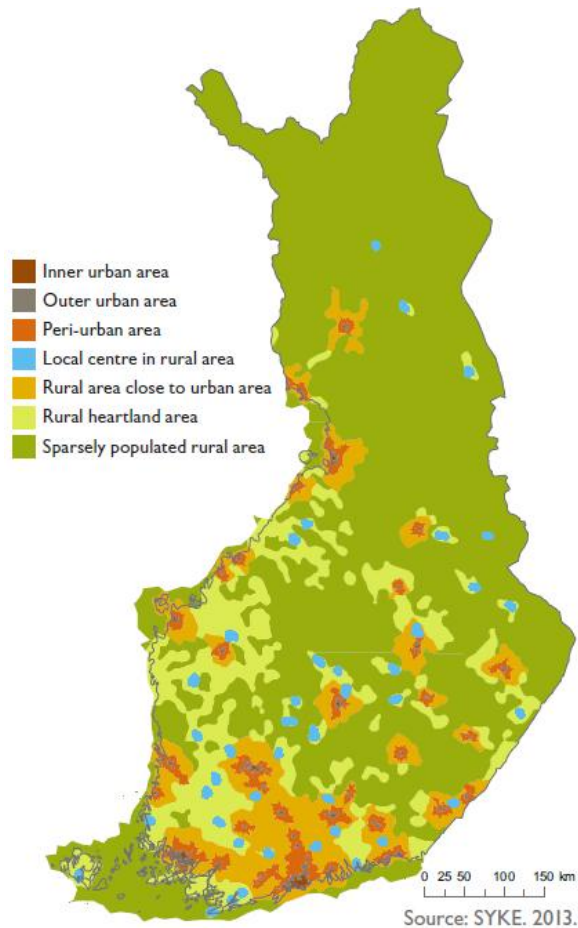 Inner urban area
Outer urban area
Peri-urban area
Local centre in rural area
Rural area close to urban area
Rural heartland area
Sparsely populated rural area
0 25 50 100 150 km
Source: SYKE. 2013.